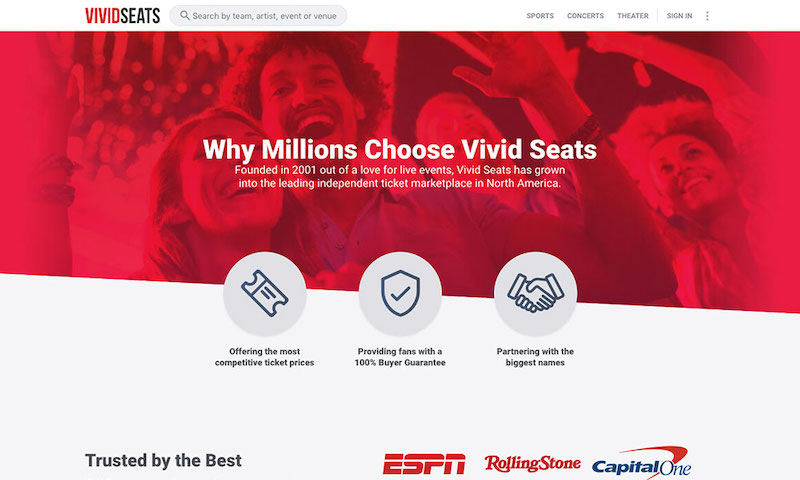 VIVIDSEATS
Search by team, artist, event or venue
SPORTS
CONCERTS
THEATER
SIGN IN
Why Millions Choose Vivid Seats
Founded in 2001 out of a love for live events, Vivid Seats has grown
into the leading independent ticket marketplace in North America.
Offering the most
competitive ticket prices
Providing fans with a
100% Buyer Guarantee
Partnering with the
biggest names
Trusted by the Best
ESPN
RollingStone
CapitalOne